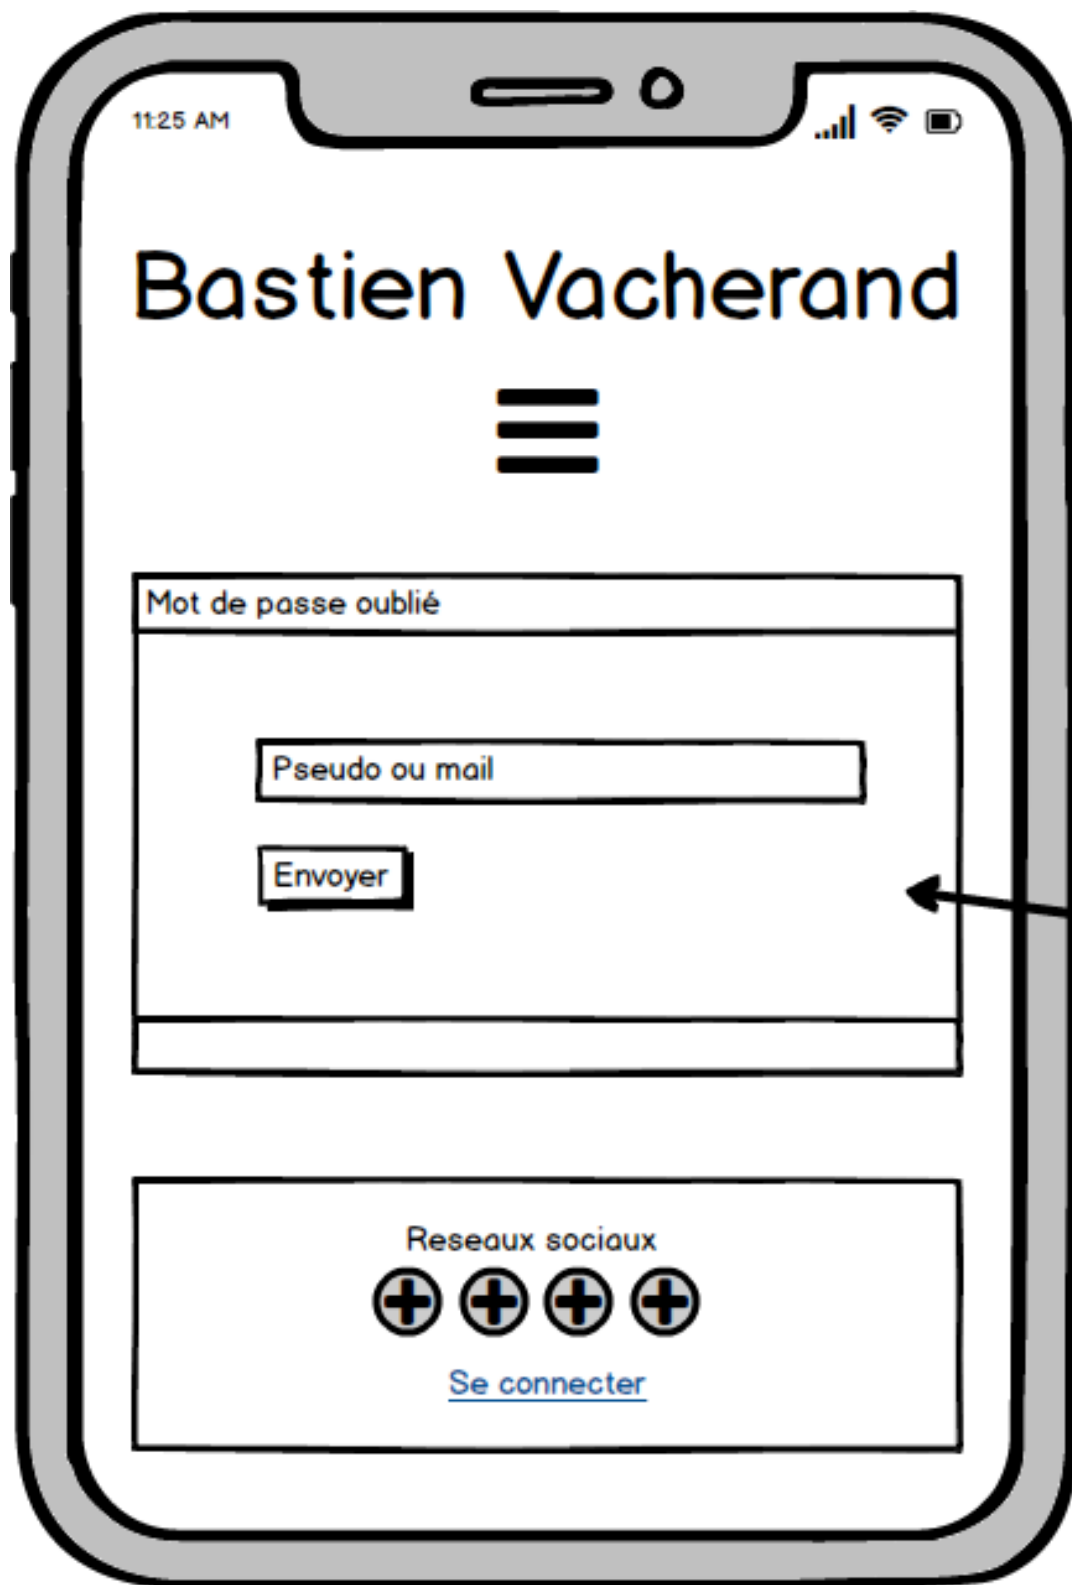 11:25 AM
Bastien Vacherand
Mot de passe oublié
Pseudo ou mail
Envoyer
Reseaux sociaux
Se connecter